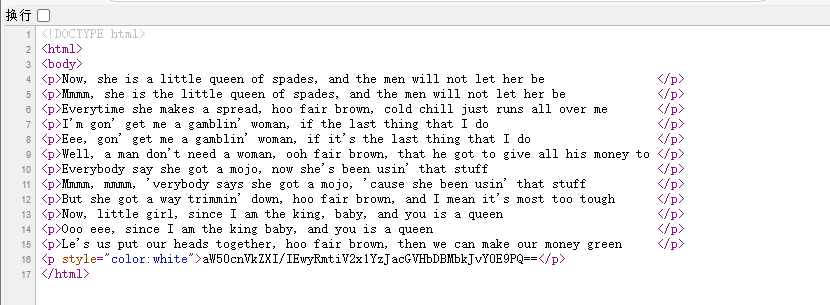 换行
1 <!DOCTYPE html>
2 <html>
3 <body>
4 <p>Now, she is a little queen of spades, and the men will not let her be </p>
5 <p>Mmmm, she is the little queen of spades, and the men will not let her be </p>
6 <p>Everytime she makes a spread, hoo fair brown, cold chill just runs all over me </p>
7 <p>I'm gon' get me a gamblin' woman, if the last thing that I do </p>
8 <p>Eee, gon' get me a gamblin' woman, if it's the last thing that I do </p>
9 <p>Well, a man don't need a woman, ooh fair brown, that he got to give all his money to </p>
10 <p>Everybody say she got a mojo, now she's been usin' that stuff </p>
11 <p>Mmmm, mmmm, 'verybody says she got a mojo, 'cause she been usin' that stuff </p>
12 <p>But she got a way trimmin' down, hoo fair brown, and I mean it's most too tough </p>
13 <p>Now, little girl, since I am the king, baby, and you is a queen </p>
14 <p>Ooo eee, since I am the king baby, and you is a queen </p>
15 <p>Le's us put our heads together, hoo fair brown, then we can make our money green </p>
16 <p style="color:white">aW50cnVkZXI/IEwyRmtiV2x1YzJacGVHbDBMbkJvY0E9PQ==</p>
17 </html>